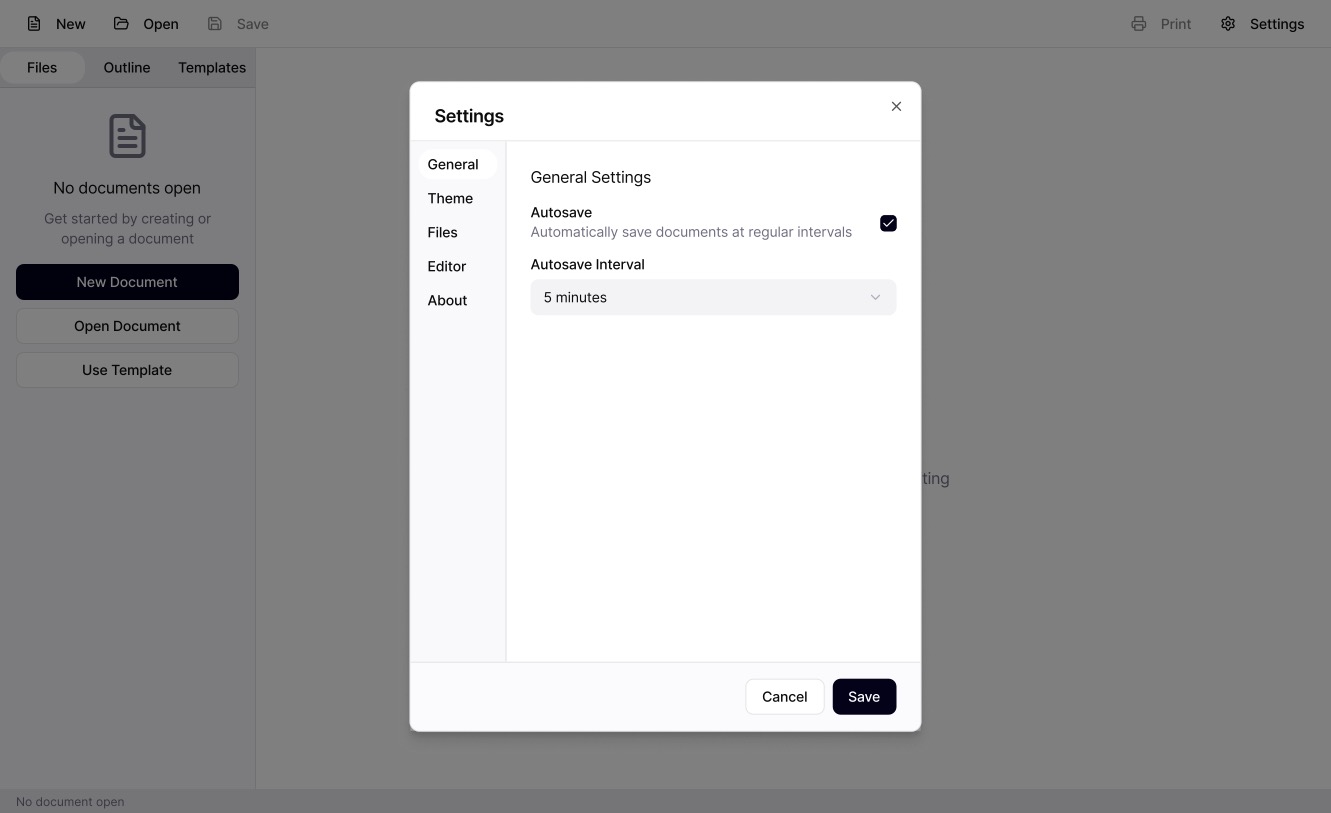 New
Open
Save
Print
Settings
Files
Outline
Templates
No documents open
Get started by creating or
opening a document
New Document
Open Document
Use Template
Settings
General
Theme
Files
Editor
About
General Settings
Autosave
Automatically save documents at regular intervals
Autosave Interval
5 minutes
Cancel
Save
ting
No document open